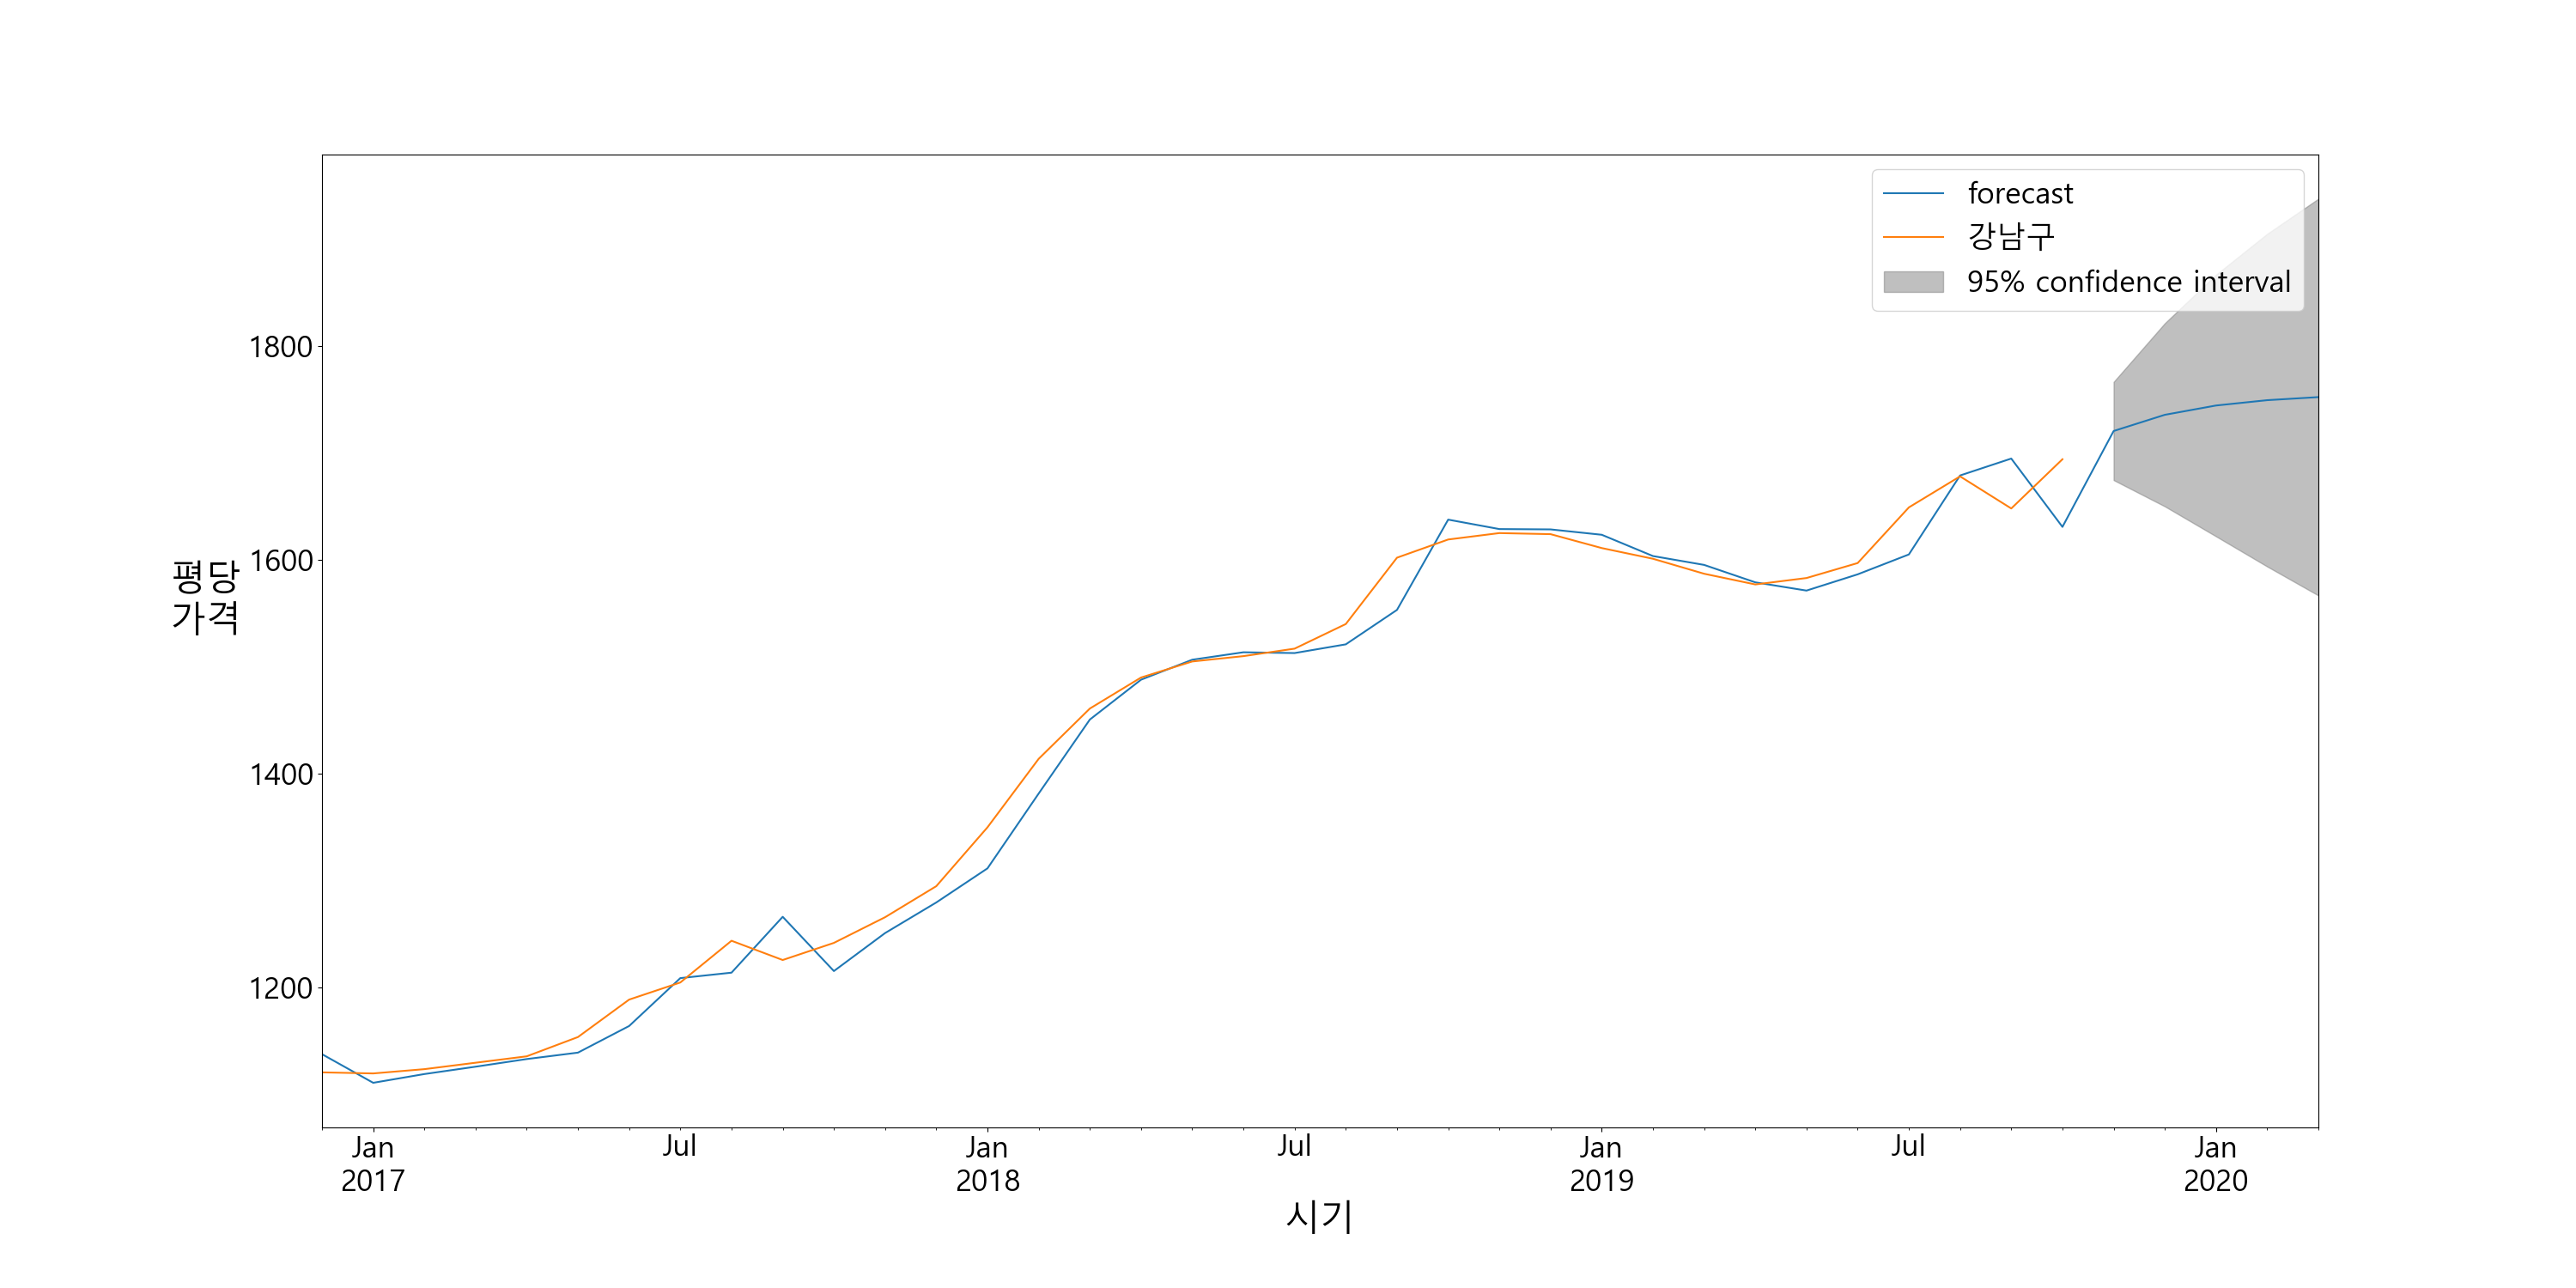 forecast
강남구
95% confidence interval
1800
1600
1400
1200
평당
가격
Jan
2017
Jul
Jan
2018
Jul
Jan
2019
Jul
Jan
2020
시기